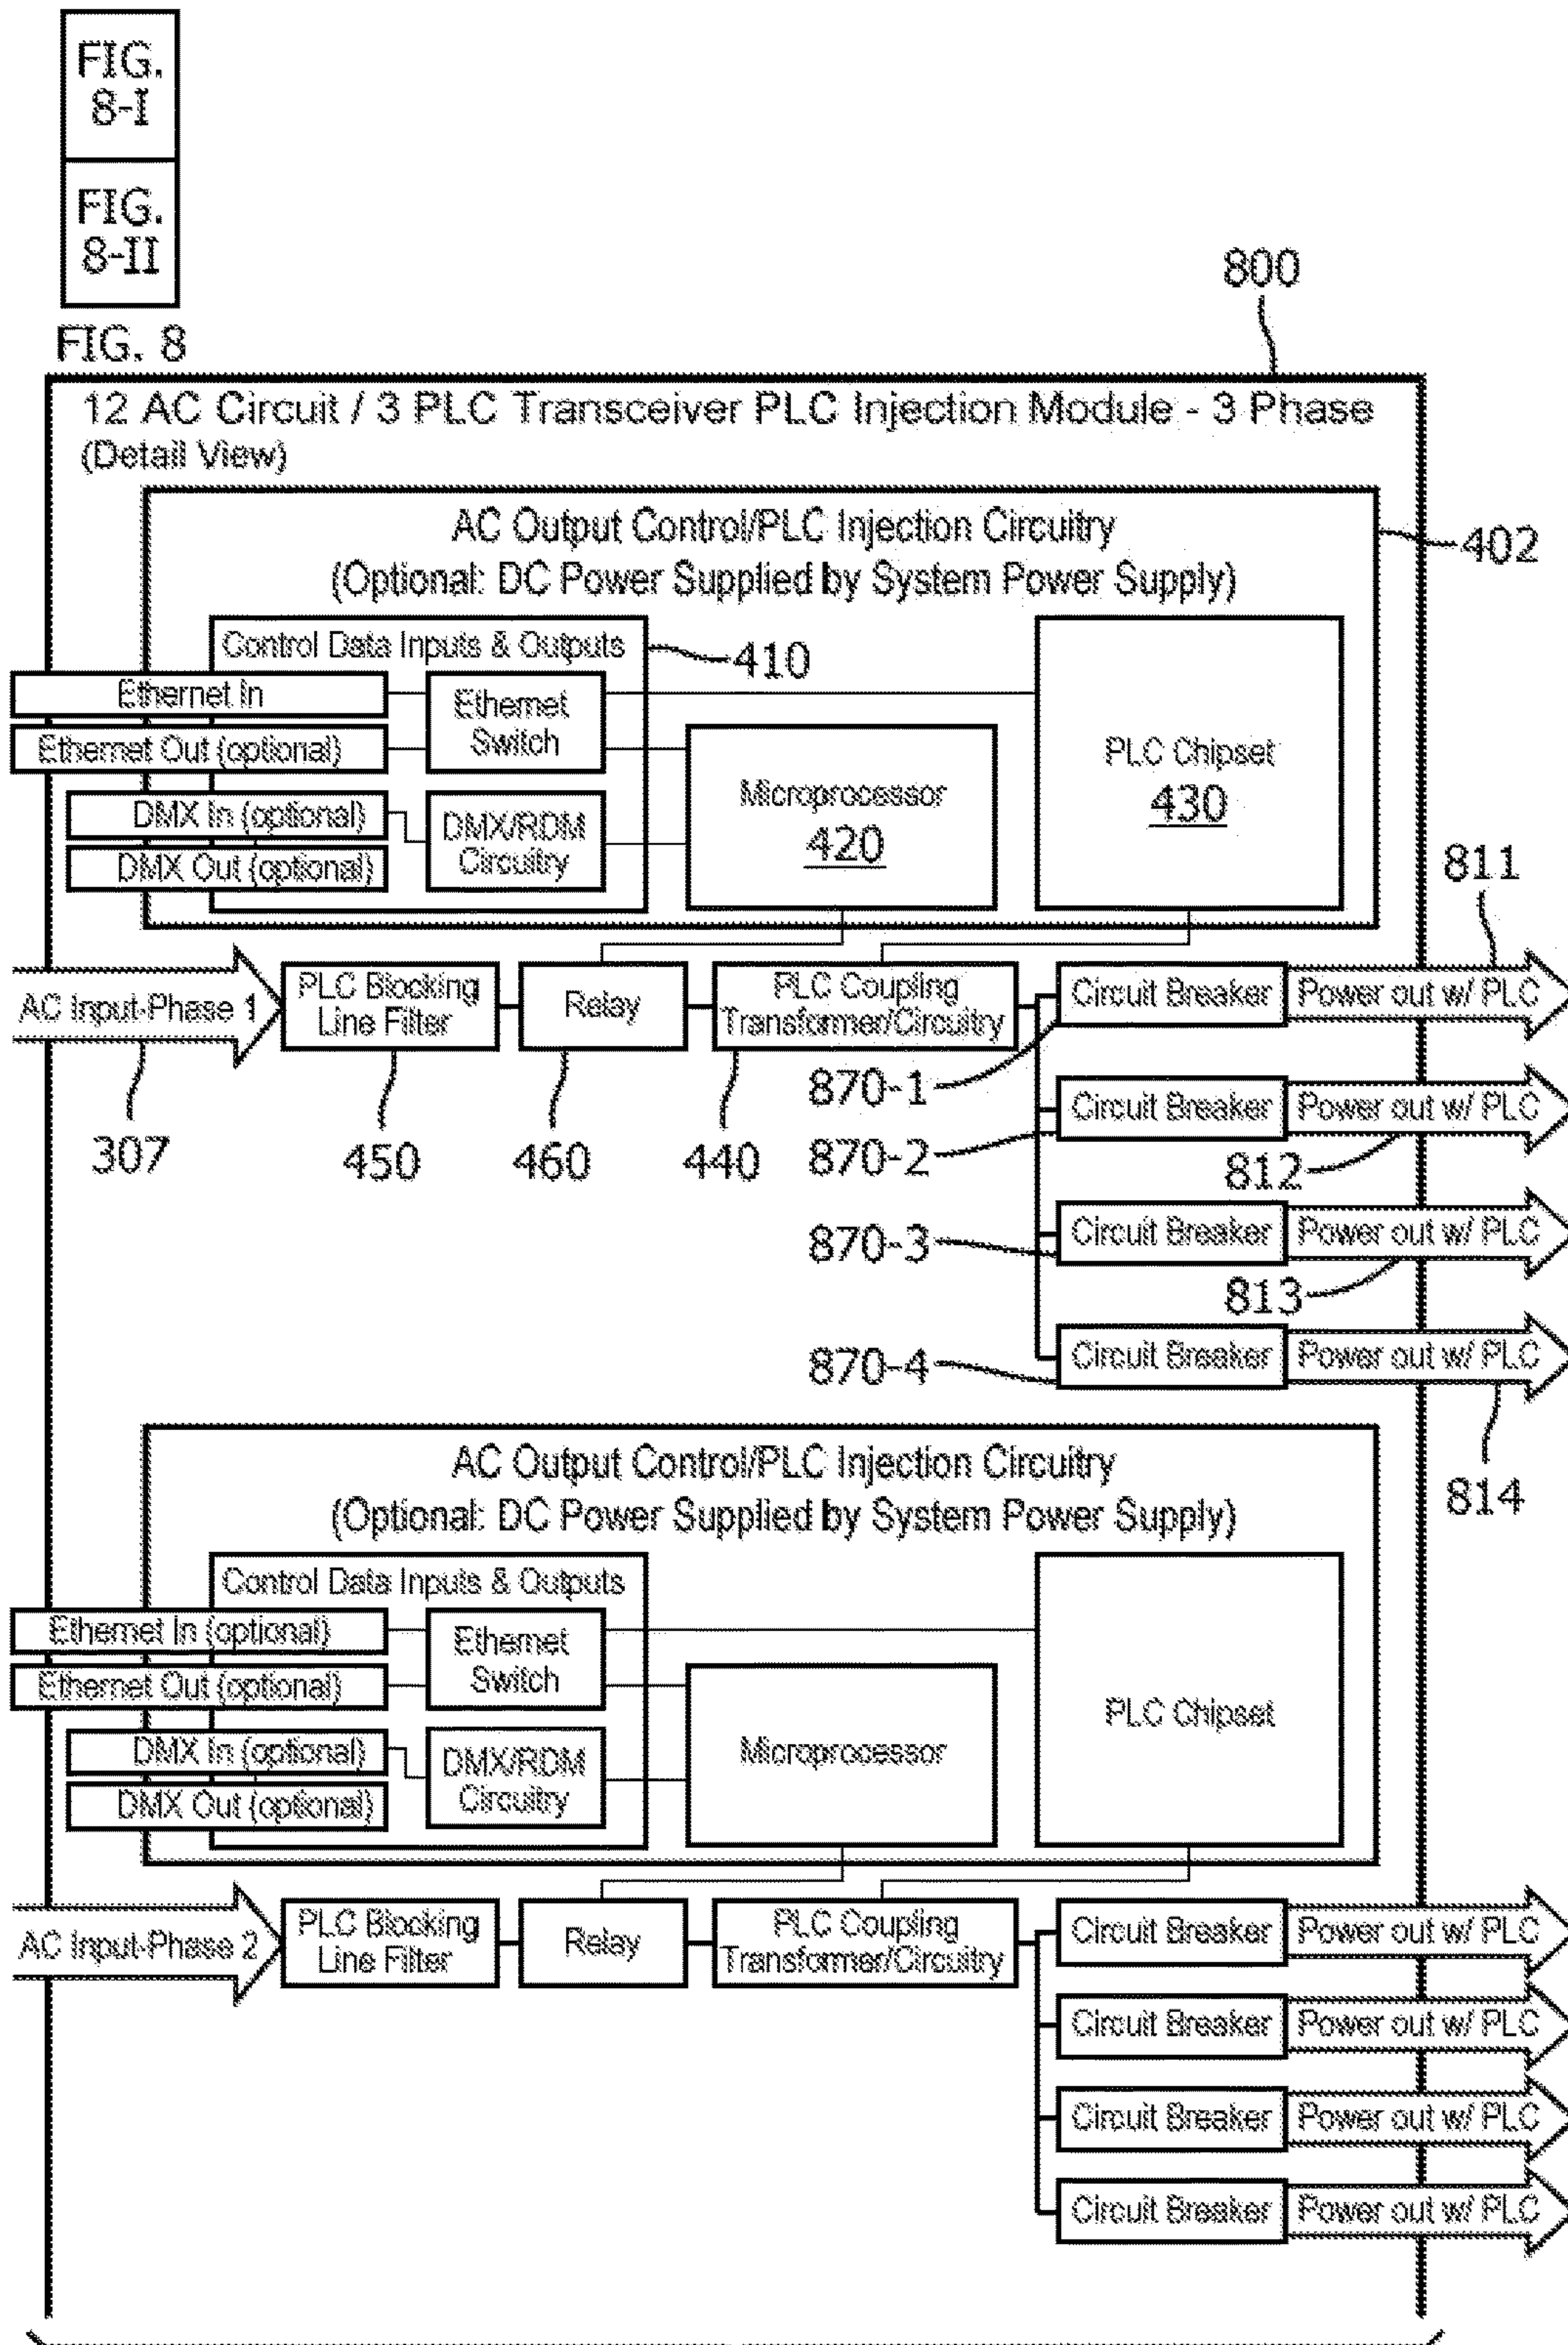 FIG.
8-I
FIG.
8-II
FIG. 8
800
12 AC Circuit / 3 PLC Transceiver PLC Injection Module - 3 Phase
(Detail View)
AC Output Control/PLC Injection Circuitry
(Optional: DC Power Supplied by System Power Supply)
402
Control Data Inputs & Outputs
410
Ethernet In
Ethernet Out (optional)
Ethernet
Switch
DMX In (optional)
DMX Out (optional)
DMX/RDM
Circuitry
Microprocessor
420
PLC Chipset
430
811
AC Input-Phase 1
PLC Blocking
Line Filter
Relay
PLC Coupling
Transformer/Circuitry
Circuit Breaker
Power out w/ PLC
307
450
460
440
870-1
Circuit Breaker
Power out w/ PLC
870-2
812
Circuit Breaker
Power out w/ PLC
870-3
813
Circuit Breaker
Power out w/ PLC
870-4
814
AC Output Control/PLC Injection Circuitry
(Optional: DC Power Supplied by System Power Supply)
Control Data Inputs & Outputs
Ethernet In (optional)
Ethernet Out (optional)
Ethernet
Switch
DMX In (optional)
DMX Out (optional)
DMX/RDM
Circuitry
Microprocessor
PLC Chipset
AC Input-Phase 2
PLC Blocking
Line Filter
Relay
PLC Coupling
Transformer/Circuitry
Circuit Breaker
Power out w/ PLC
Circuit Breaker
Power out w/ PLC
Circuit Breaker
Power out w/ PLC
Circuit Breaker
Power out w/ PLC